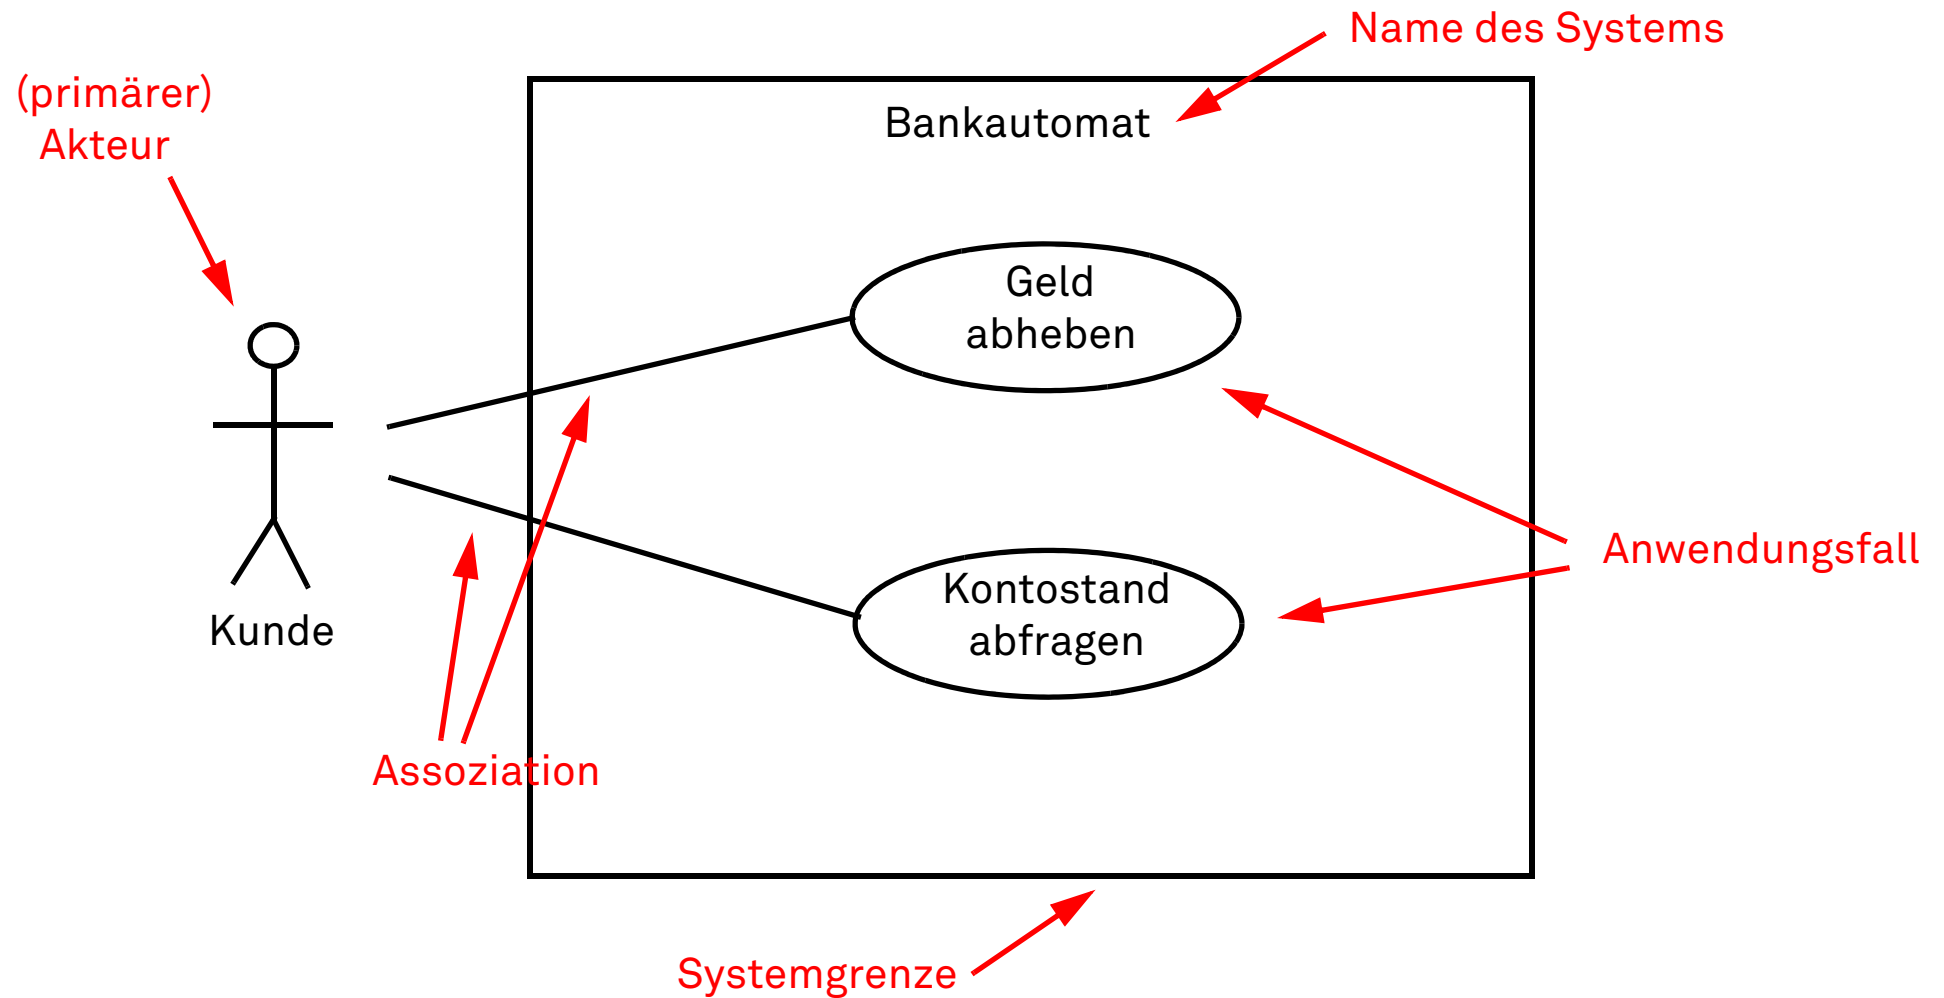 Name des Systems
(primärer)
Akteur
Bankautomat
Geld
abheben
Anwendungsfall
Kontostand
abfragen
Kunde
Assoziation
Systemgrenze